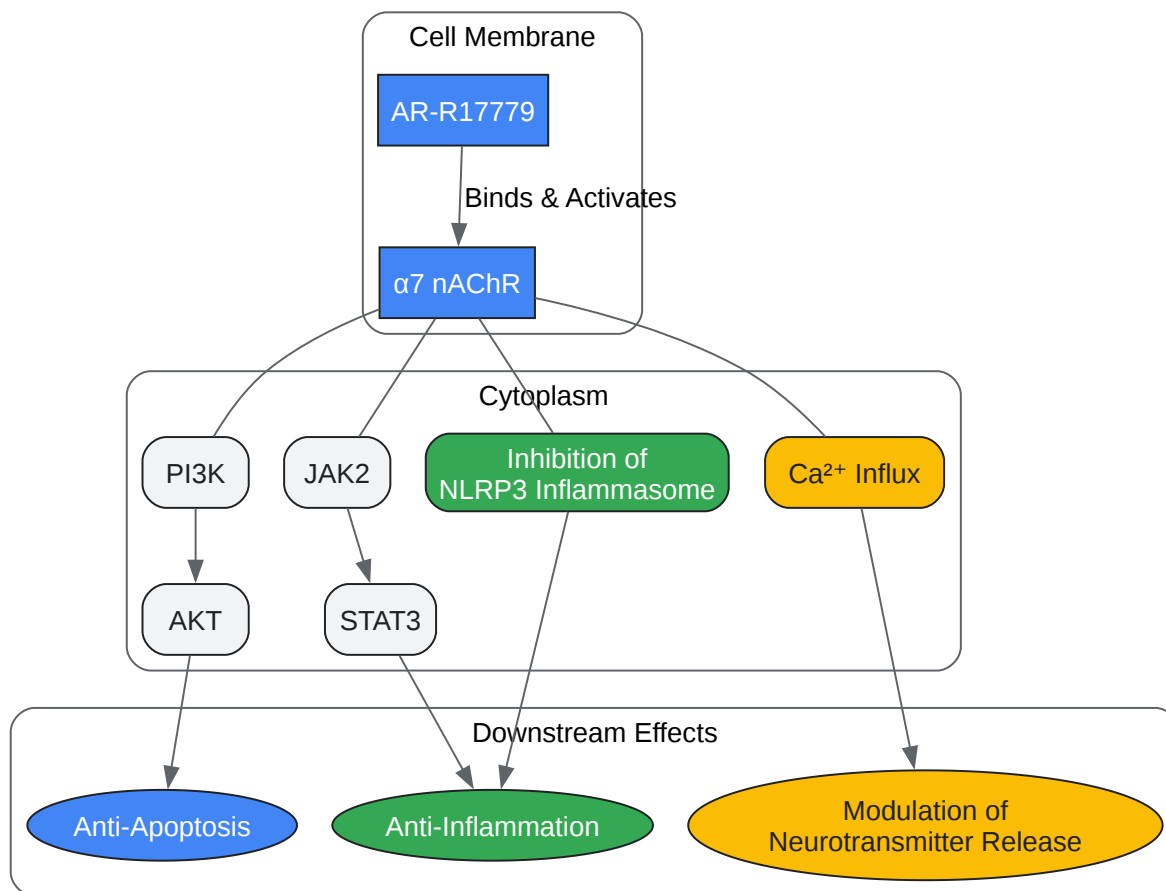 Cell Membrane
AR-R17779
Binds & Activates
α7 nAChR
Cytoplasm
PI3K
JAK2
Inhibition of
NLRP3 Inflammasome
Ca²⁺ Influx
AKT
STAT3
Downstream Effects
Anti-Apoptosis
Anti-Inflammation
Modulation of
Neurotransmitter Release